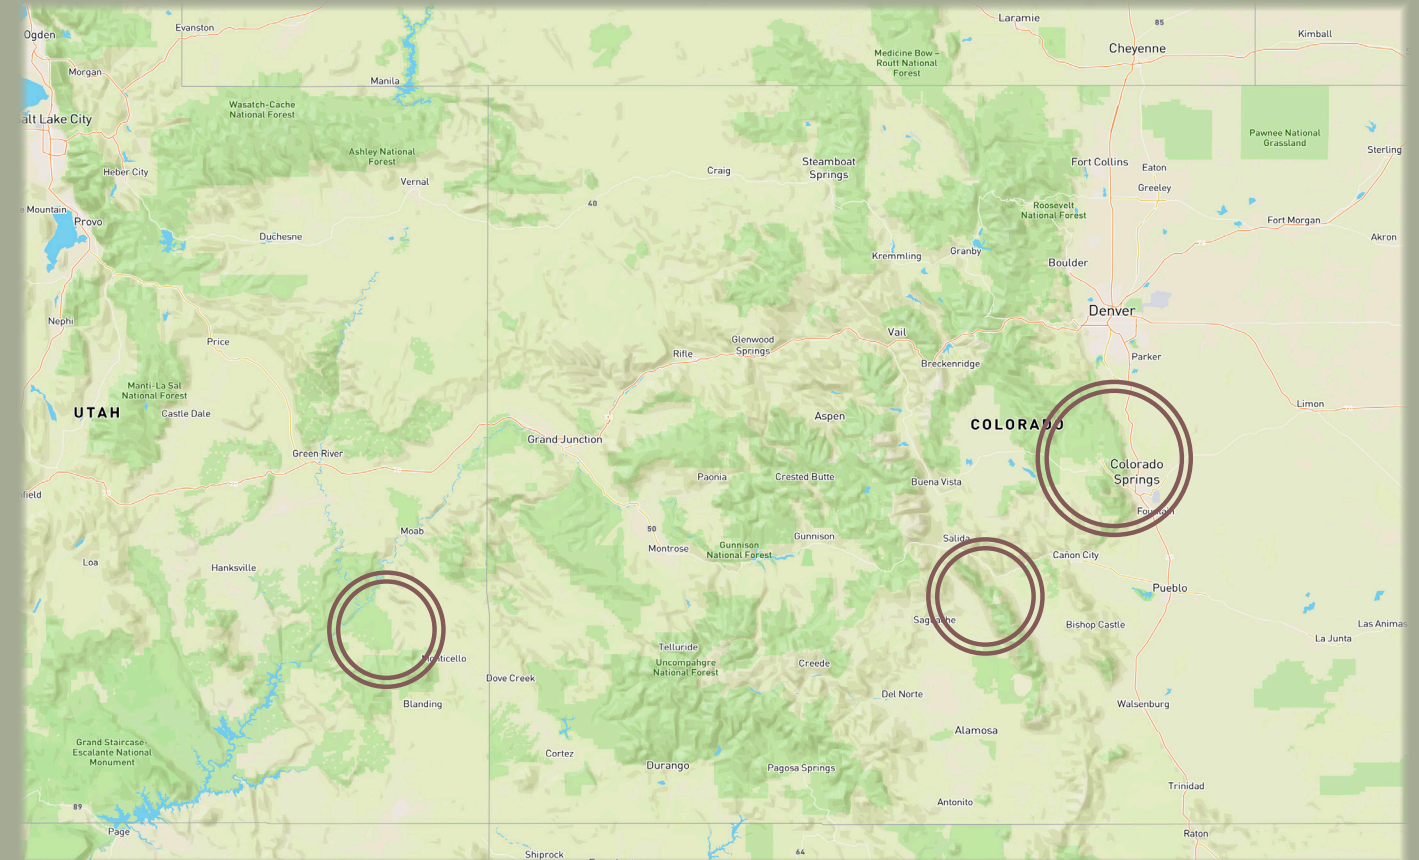 Laramie
85
Evanston
Kimball
Ogden
Cheyenne
Medicine Bow –
Routt National
Forest
Morgan
Manila
Wasatch-Cache
National Forest
alt Lake City
Pawnee National
Grassland
Sterling
Ashley National
Forest
Steamboat
Springs
Fort Collins
Eaton
Heber City
Craig
Vernal
Greeley
40
e Mountain
Roosevelt
National Forest
Provo
Fort Morgan
Duchesne
Akron
Granby
Kremmling
Boulder
Denver
Nephi
Vail
Price
Glenwood
Springs
Rifle
Parker
Breckenridge
Manti-La Sal
National Forest
UTAH
Castle Dale
Limon
Aspen
COLORADO
Grand Junction
Green River
Colorado
Springs
Paonia
Crested Butte
Buena Vista
field
Fountain
Moab
50
Gunnison
Salida
Montrose
Gunnison
National Forest
Cañon City
Loa
Hanksville
Pueblo
Saguache
Bishop Castle
Las Animas
La Junta
Telluride
Monticello
Uncompahgre
National Forest
Creede
Dove Creek
Del Norte
Blanding
Walsenburg
Alamosa
Grand Staircase-
Escalante National
Monument
Cortez
Durango
Pagosa Springs
Trinidad
Antonito
89
Page
Raton
64
Shiprock